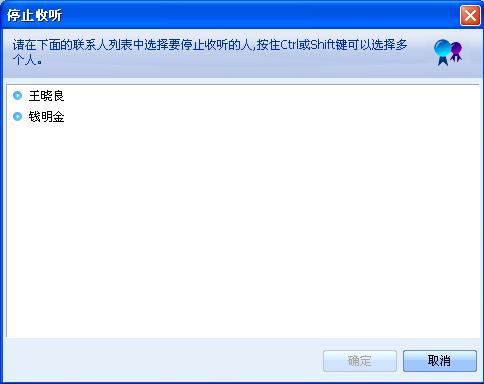 停止收听
请在下面的联系人列表中选择要停止收听的人,按住Ctrl或Shift键可以选择多
个人。
王晓良
钱明金
确定
取消